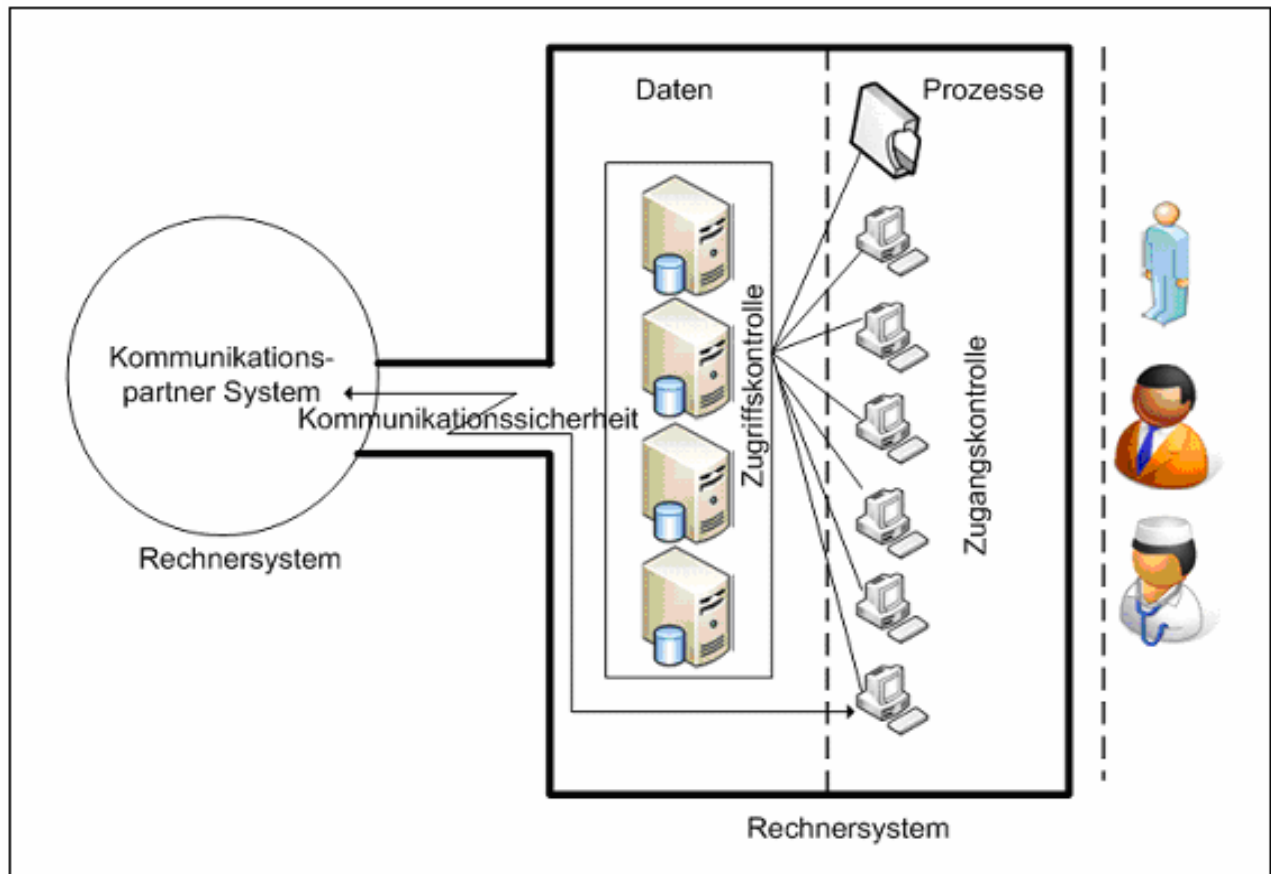 Daten
Prozesse
Kommunikations-
partner System
Kommunikationssicherheit
Zugriffskontrolle
Zugangskontrolle
Rechnersystem
Rechnersystem